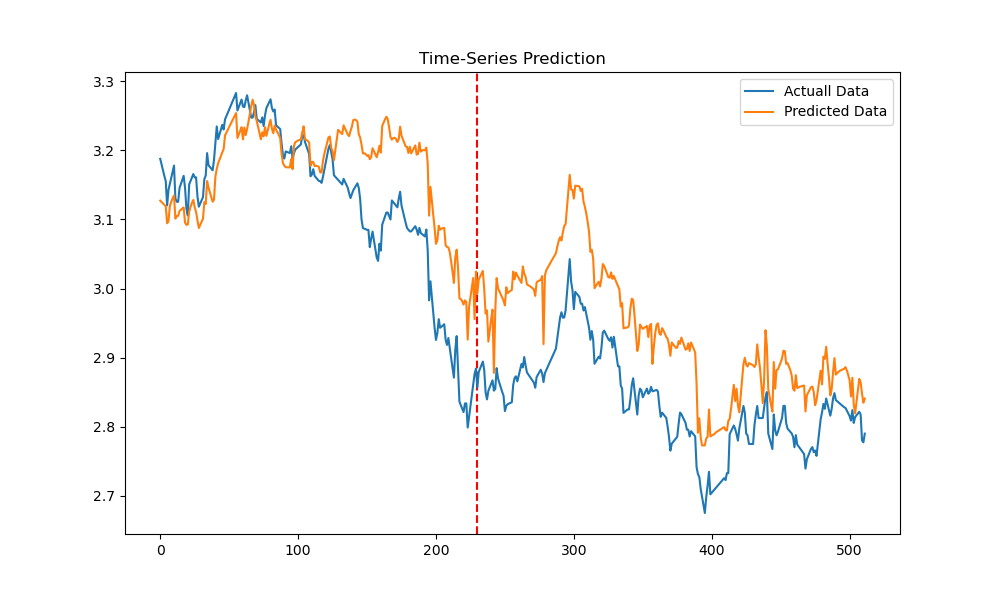 Time-Series Prediction
Actuall Data
Predicted Data
3.3
3.2
3.1
3.0
2.9
2.8
2.7
0 100 200 300 400 500